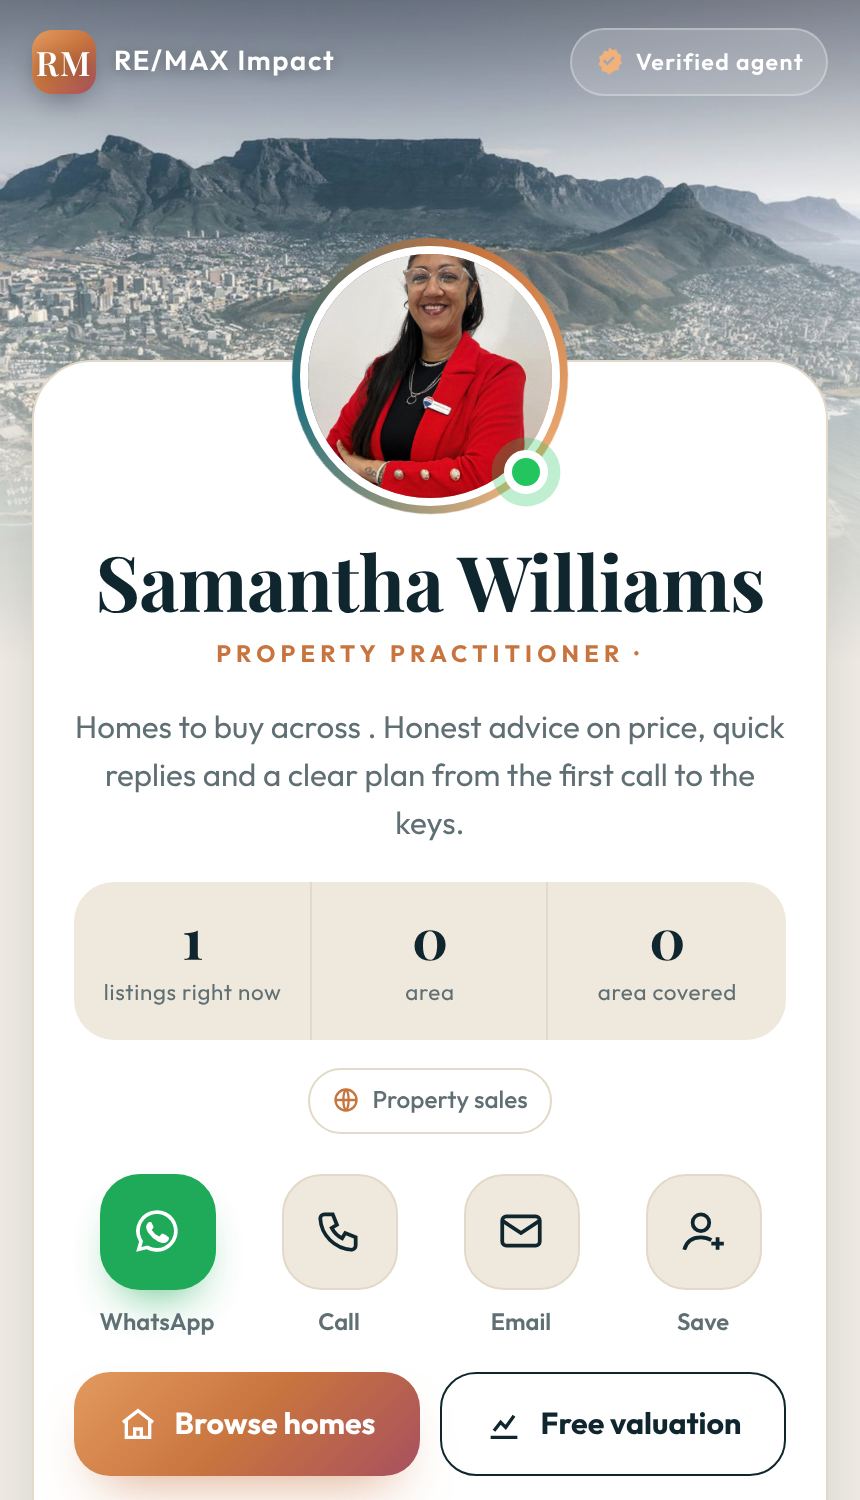 RM RE/MAX Impact
Verified agent
Samantha Williams
PROPERTY PRACTITIONER ·
Homes to buy across . Honest advice on price, quick
replies and a clear plan from the first call to the
keys.
1
listings right now
0
area
0
area covered
Property sales
WhatsApp
Call
Email
Save
Browse homes
Free valuation